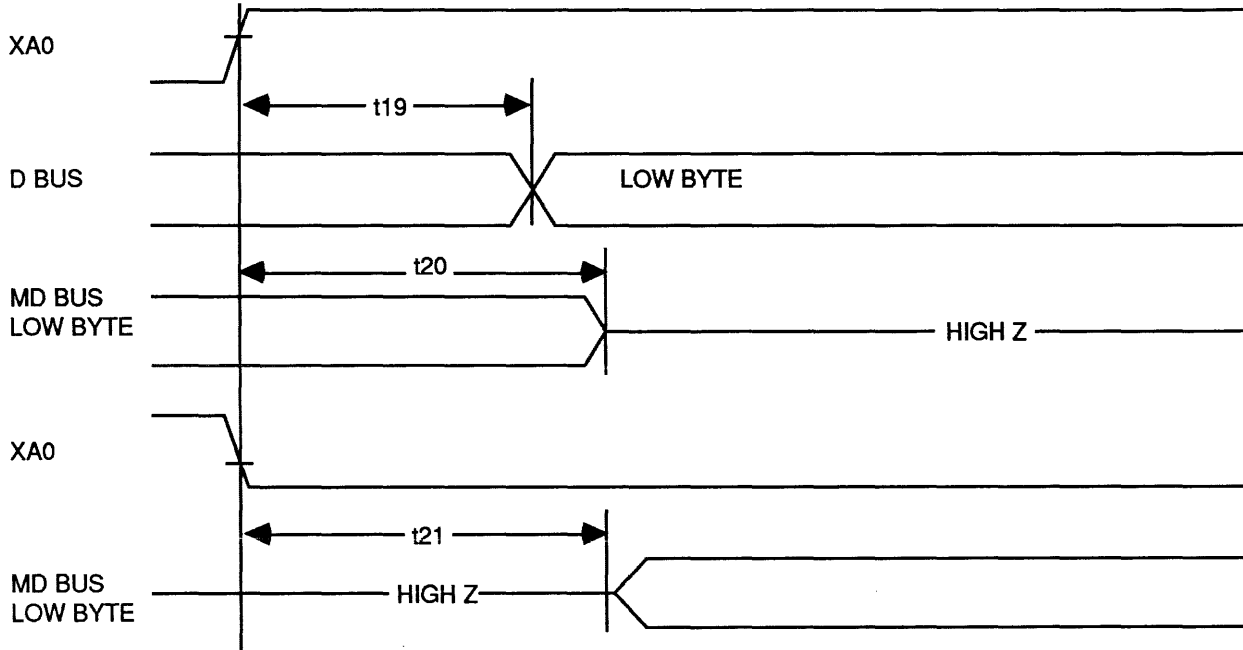 XA0
t19
D BUS
LOW BYTE
t20
MD BUS
LOW BYTE
HIGH Z
XA0
t21
MD BUS
LOW BYTE
HIGH Z